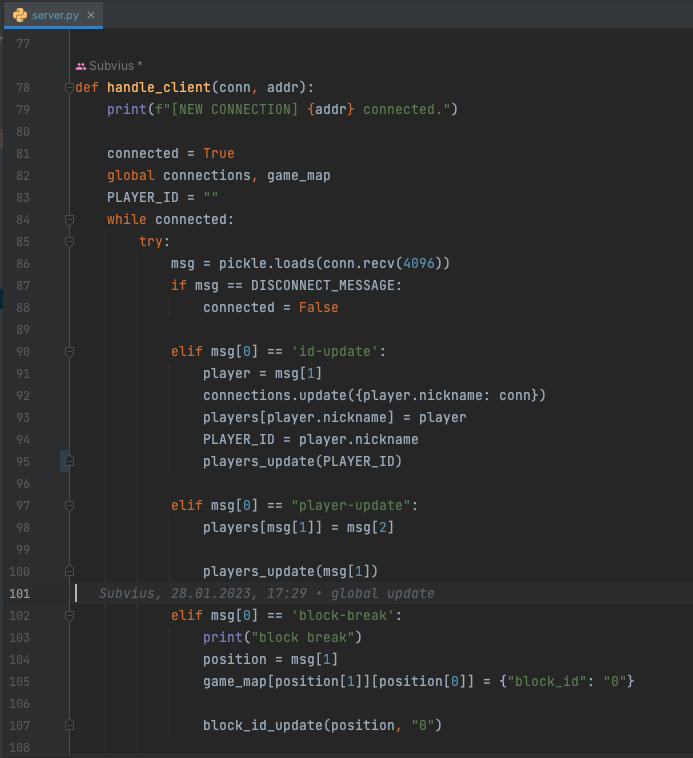 server.py ×
77
Subvius *
78 def handle_client(conn, addr):
79     print(f"[NEW CONNECTION] {addr} connected.")
80
81     connected = True
82     global connections, game_map
83     PLAYER_ID = ""
84     while connected:
85         try:
86             msg = pickle.loads(conn.recv(4096))
87             if msg == DISCONNECT_MESSAGE:
88                 connected = False
89
90             elif msg[0] == 'id-update':
91                 player = msg[1]
92                 connections.update({player.nickname: conn})
93                 players[player.nickname] = player
94                 PLAYER_ID = player.nickname
95                 players_update(PLAYER_ID)
96
97             elif msg[0] == "player-update":
98                 players[msg[1]] = msg[2]
99
100                 players_update(msg[1])
101 Subvius, 28.01.2023, 17:29 • global update
102             elif msg[0] == 'block-break':
103                 print("block break")
104                 position = msg[1]
105                 game_map[position[1]][position[0]] = {"block_id": "0"}
106
107                 block_id_update(position, "0")
108